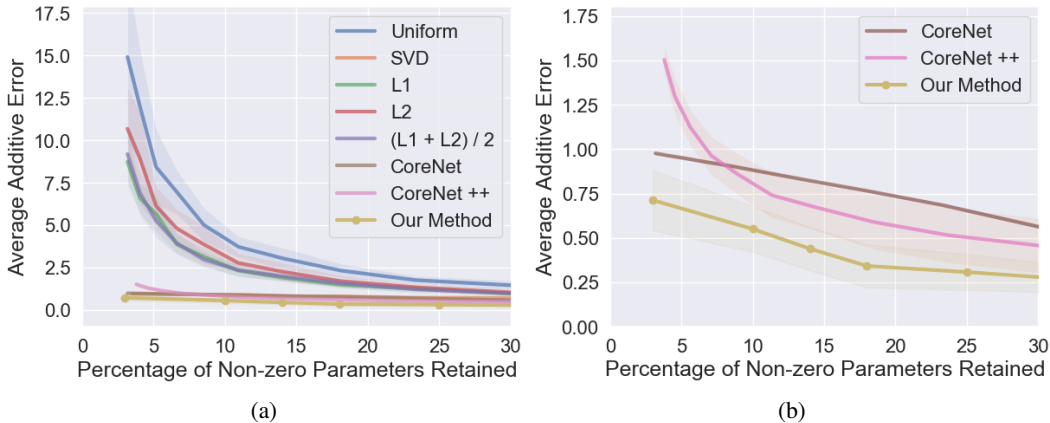 17.5
15.0
12.5
10.0
7.5
5.0
2.5
0.0
Average Additive Error
Uniform
SVD
L1
L2
(L1 + L2) / 2
CoreNet
CoreNet ++
Our Method
0 5 10 15 20 25 30
Percentage of Non-zero Parameters Retained
(a)
1.75
1.50
1.25
1.00
0.75
0.50
0.25
0.00
Average Additive Error
CoreNet
CoreNet ++
Our Method
0 5 10 15 20 25 30
Percentage of Non-zero Parameters Retained
(b)